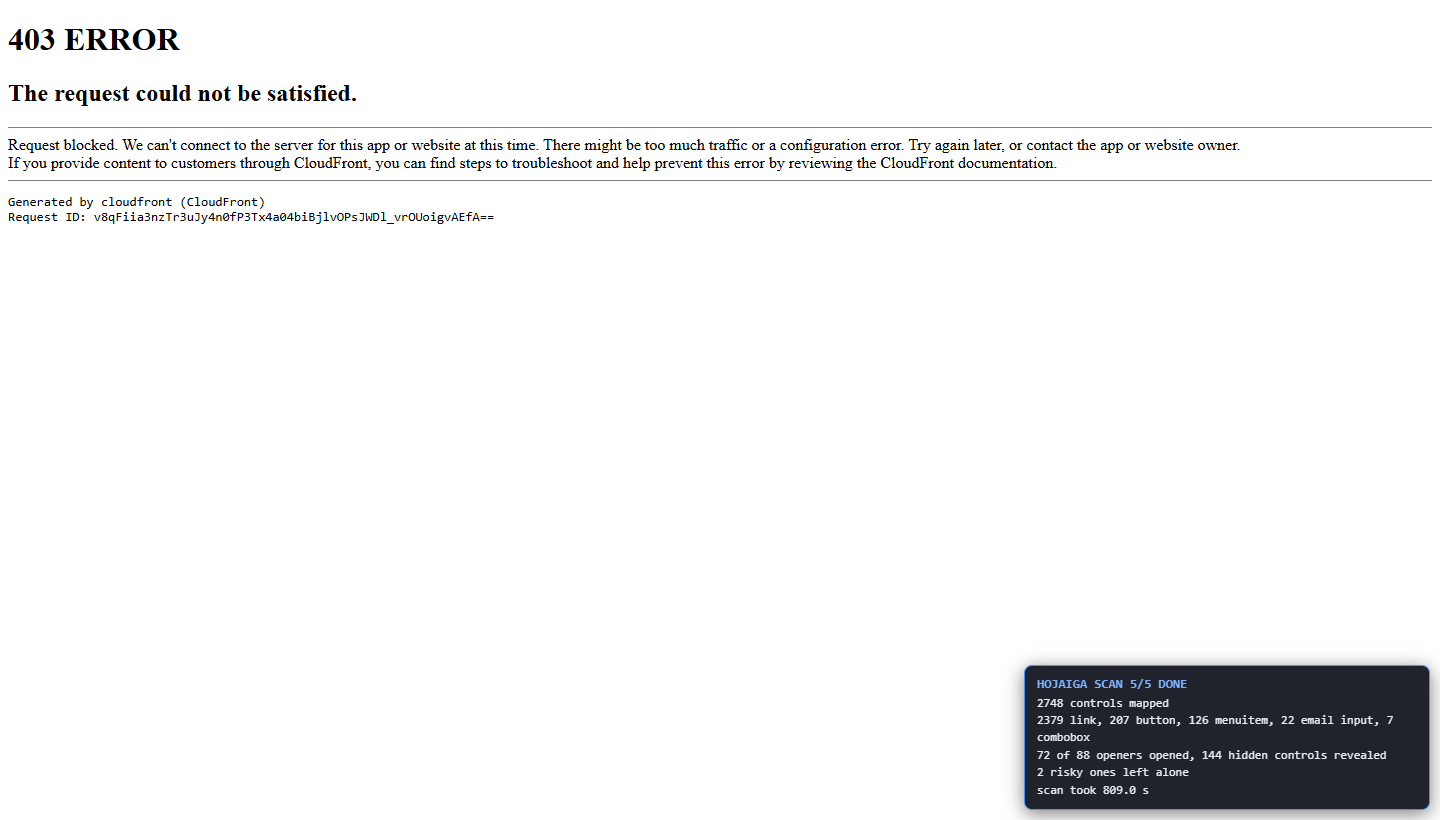 403 ERROR
The request could not be satisfied.
Request blocked. We can't connect to the server for this app or website at this time. There might be too much traffic or a configuration error. Try again later, or contact the app or website owner.
If you provide content to customers through CloudFront, you can find steps to troubleshoot and help prevent this error by reviewing the CloudFront documentation.
Generated by cloudfront (CloudFront)
Request ID: v8qFiia3nzTr3uJy4n0fP3Tx4a04biBjlvOPsJWDl_vrOUoigvAEfA==
HOJAIGA SCAN 5/5 DONE
2748 controls mapped
2379 link, 207 button, 126 menuitem, 22 email input, 7
combobox
72 of 88 openers opened, 144 hidden controls revealed
2 risky ones left alone
scan took 809.0 s